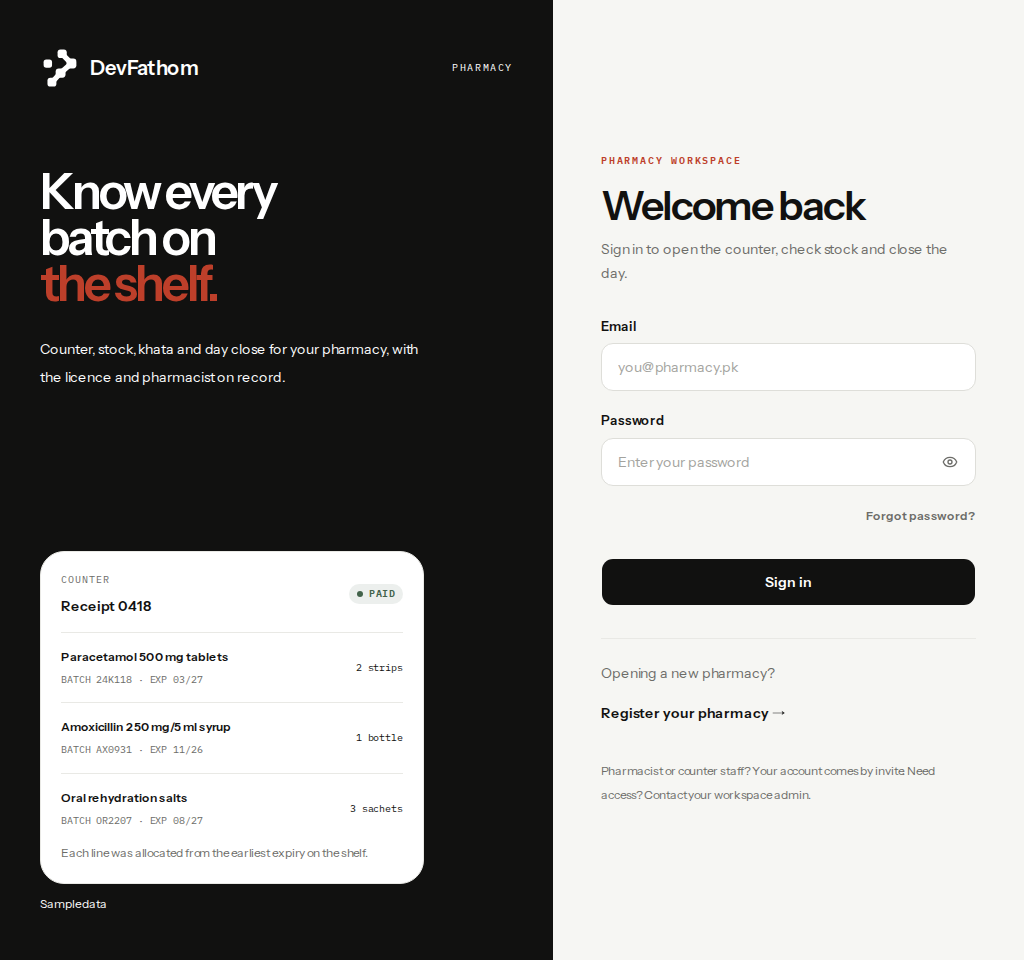 DevFathom
PHARMACY
Know every
batch on
the shelf.
Counter, stock, khata and day close for your pharmacy, with
the licence and pharmacist on record.
COUNTER
Receipt 0418
PAID
Paracetamol 500 mg tablets
BATCH 24K118 · EXP 03/27
2 strips
Amoxicillin 250 mg/5 ml syrup
BATCH AX0931 · EXP 11/26
1 bottle
Oral rehydration salts
BATCH OR2207 · EXP 08/27
3 sachets
Each line was allocated from the earliest expiry on the shelf.
Sample data
PHARMACY WORKSPACE
Welcome back
Sign in to open the counter, check stock and close the
day.
Email
you@pharmacy.pk
Password
Enter your password
Forgot password?
Sign in
Opening a new pharmacy?
Register your pharmacy →
Pharmacist or counter staff? Your account comes by invite. Need
access? Contact your workspace admin.